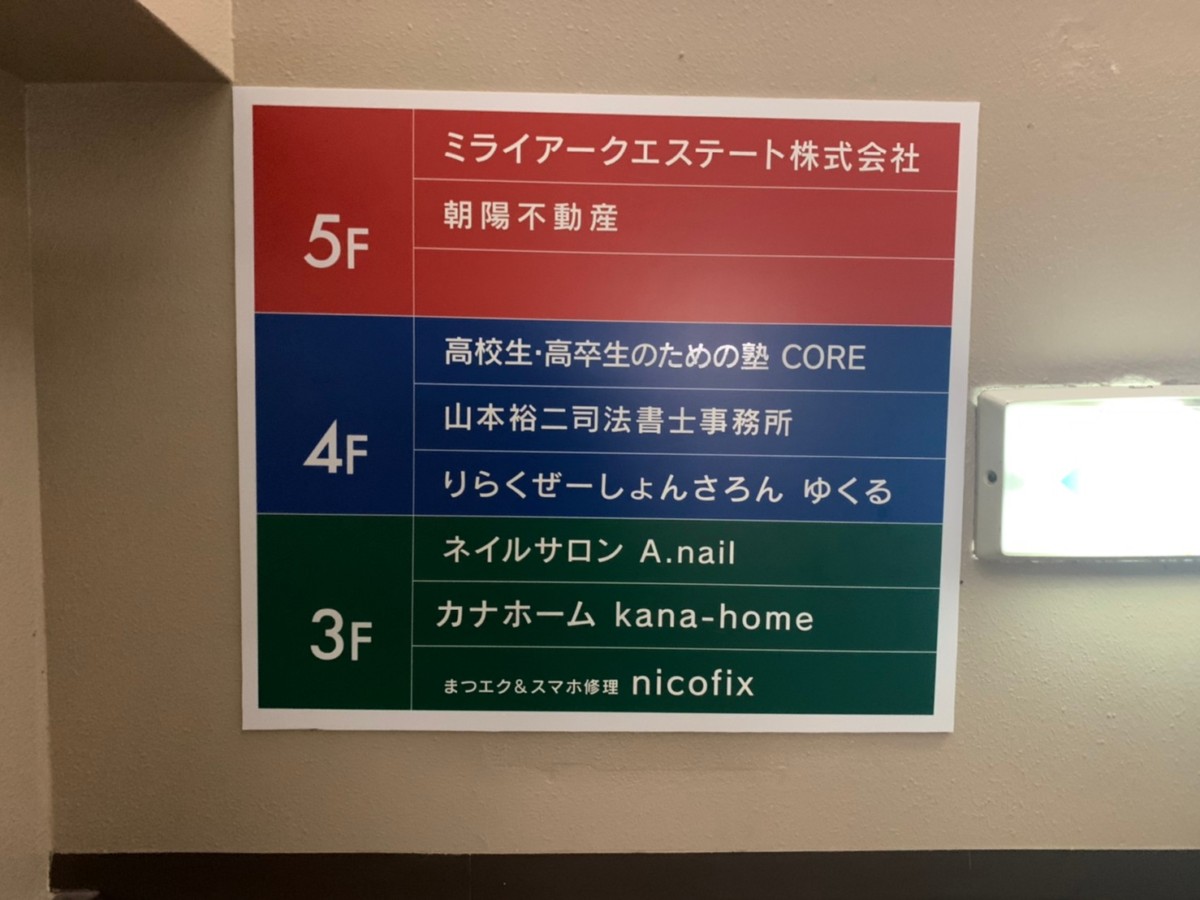 5F
ミライアークエステート株式会社
朝陽不動産
4F
高校生・高卒生のための塾 CORE
山本裕二司法書士事務所
りらくぜーしょんさろん ゆくる
3F
ネイルサロン A.nail
カナホーム kana-home
まつエク&スマホ修理 nicofix